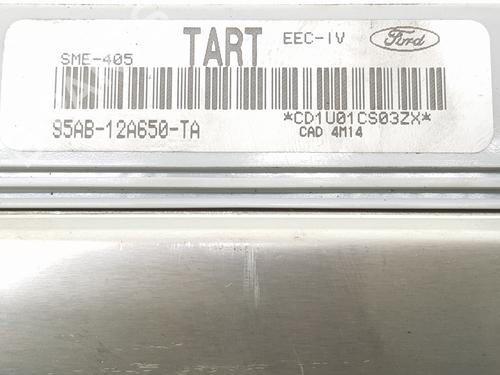 SME-405 TART EEC-IV Ford
95AB-12A650-TA *CD1U01CS03ZX*
CAD 4M14